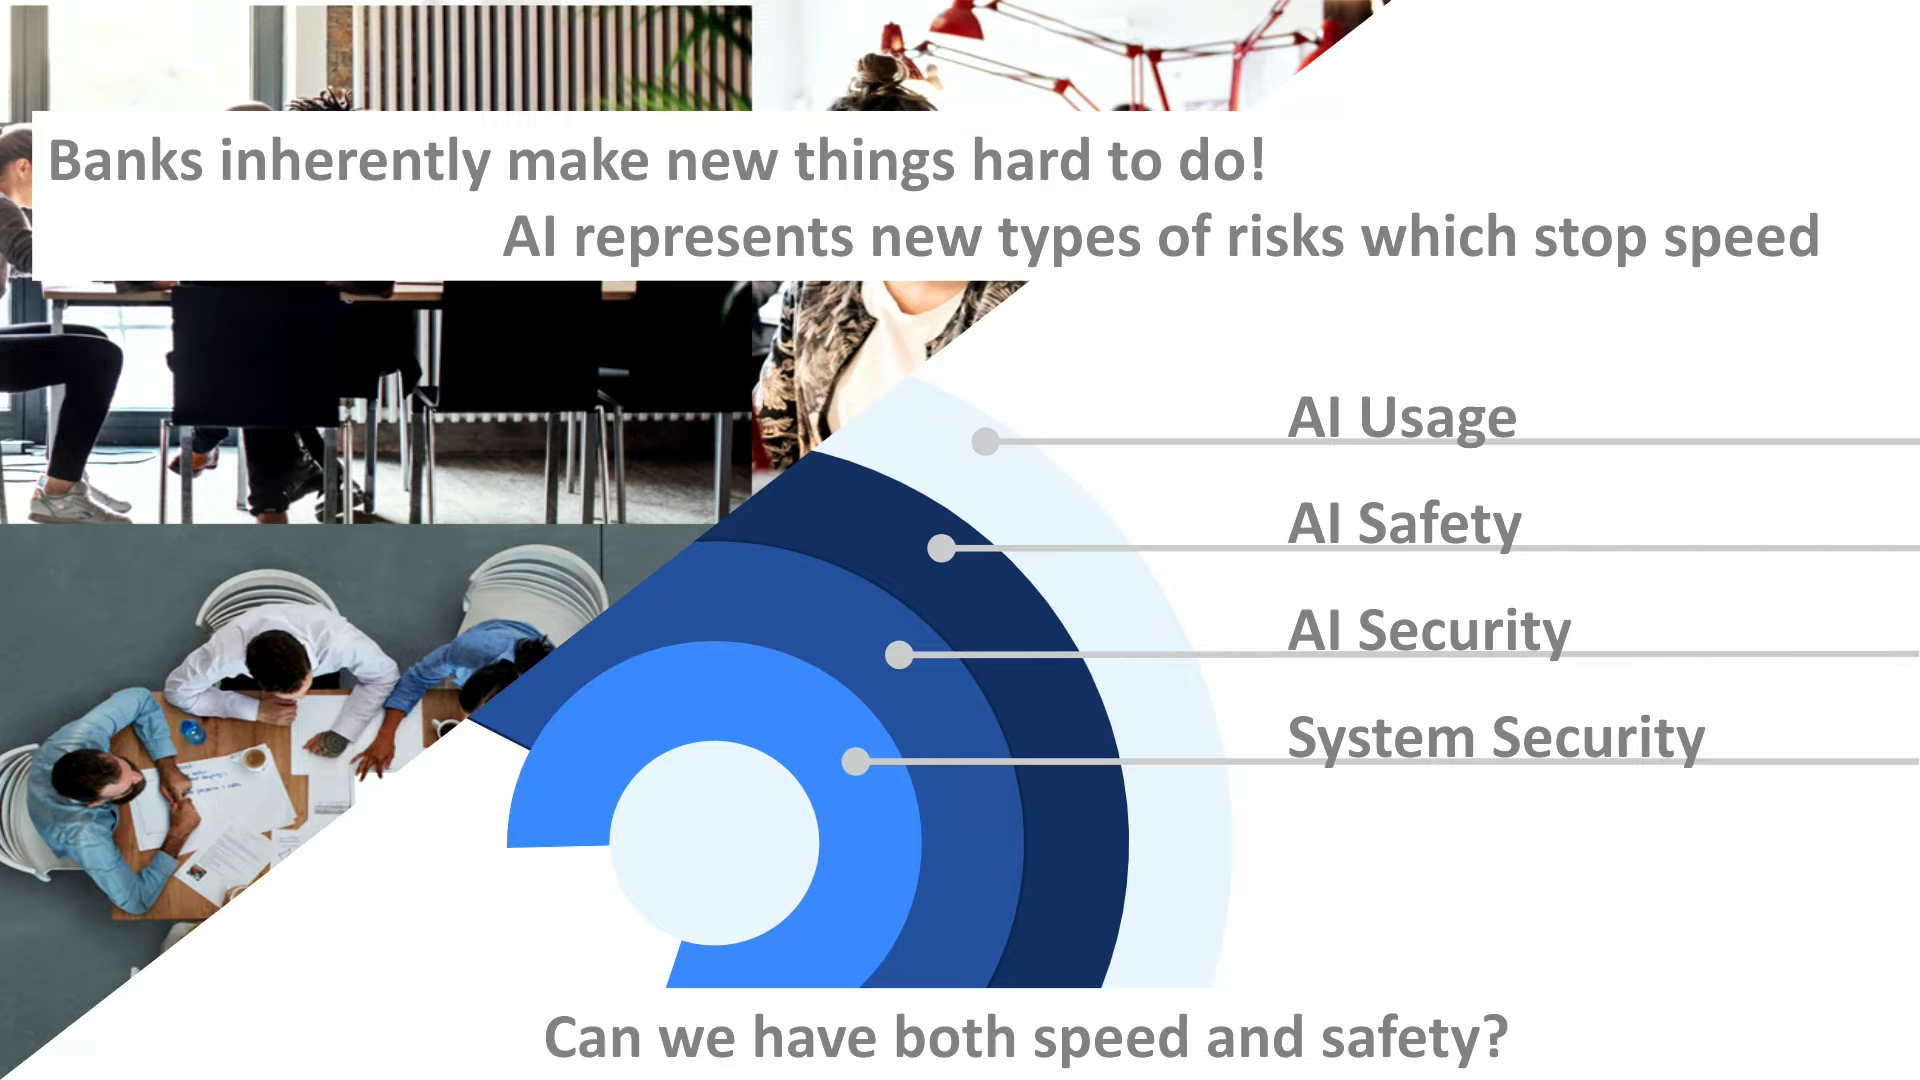 Banks inherently make new things hard to do!
AI represents new types of risks which stop speed
AI Usage
AI Safety
AI Security
System Security
Can we have both speed and safety?